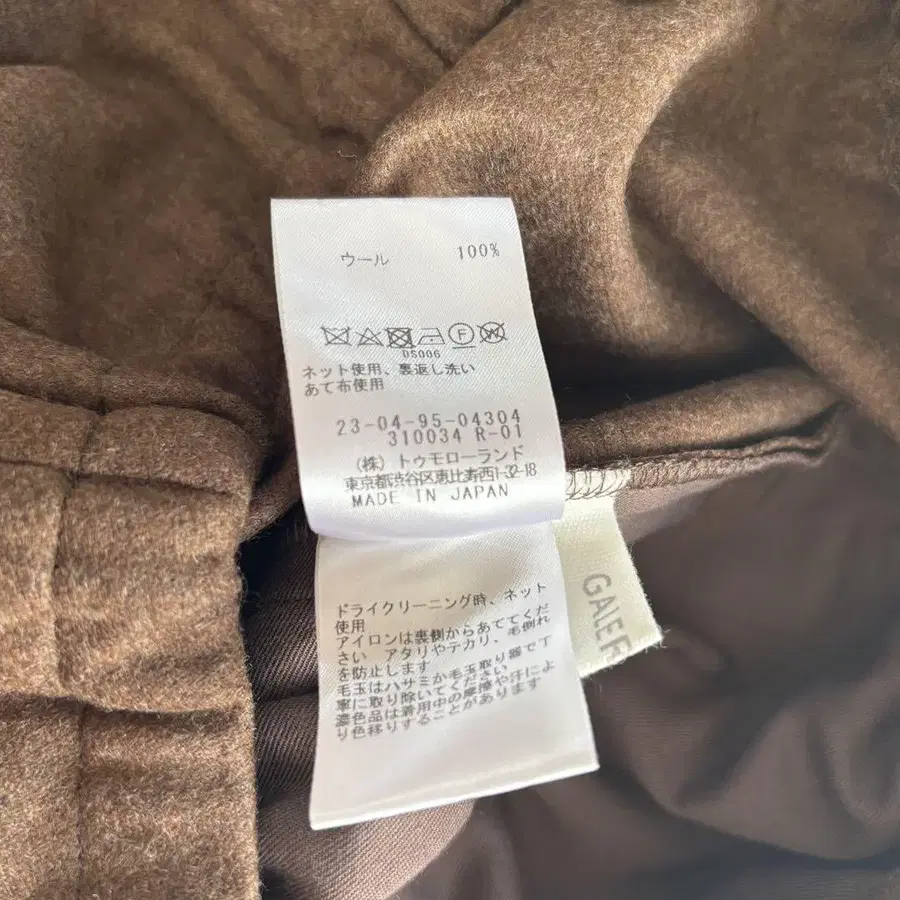 ウール 100%
F W
DS006
ネット使用、裏返し洗い
あて布使用
23-04-95-04304
310034 R-01
(株)トゥモローランド
東京都渋谷区恵比寿西1-32-18
MADE IN JAPAN
ドライクリーニング時、ネット
使用
アイロンは裏側からあててくだ
さい アタリやテカリ、毛倒れ
を防止します
毛玉はハサミか毛玉取り器で丁
寧に取り除いてください
濃色品は着用中の摩擦や汗によ
り色移りすることがあります